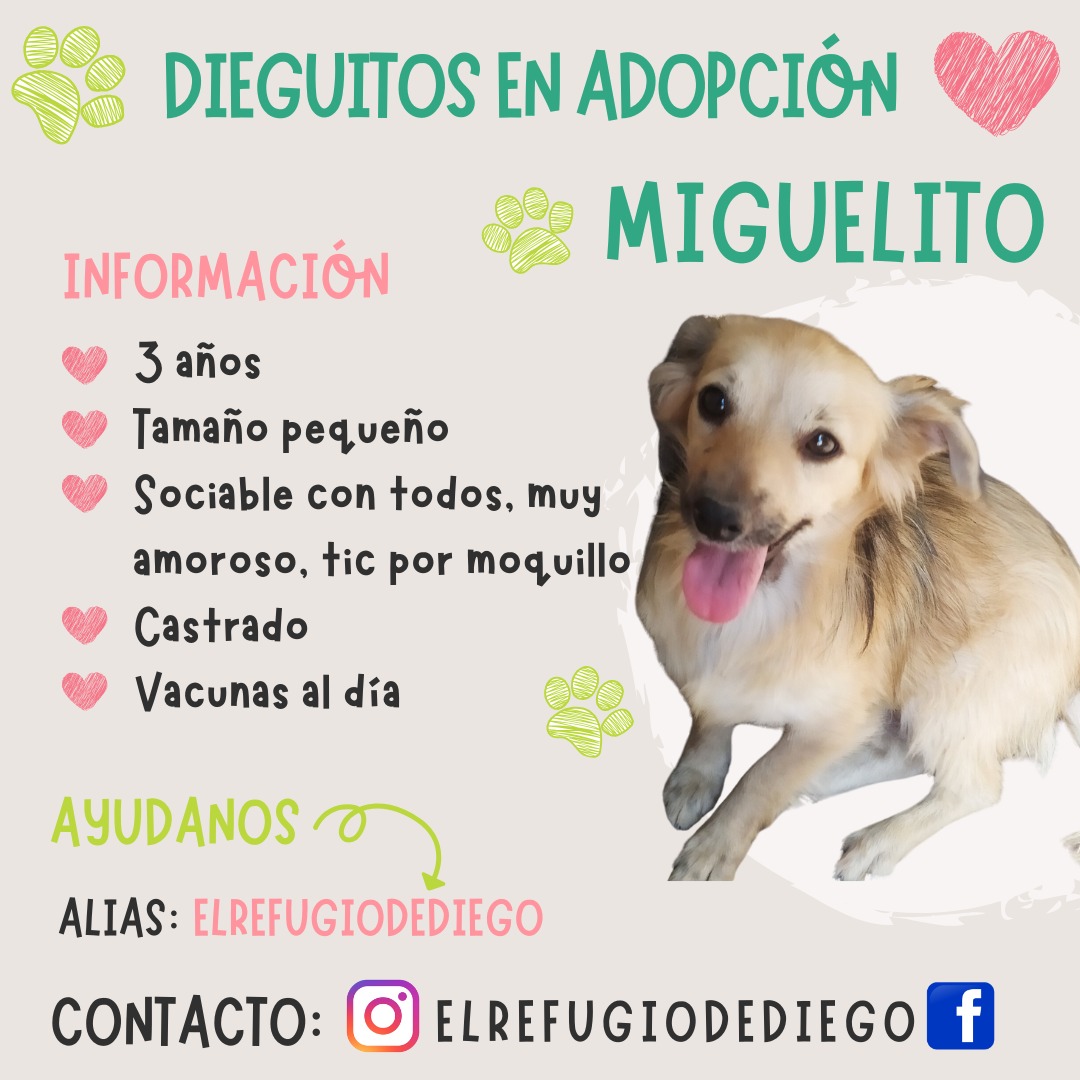 DIEGUITOS EN ADOPCIÓN
MIGUELITO
INFORMACIÓN
3 años
Tamaño pequeño
Sociable con todos, muy
amoroso, tic por moquillo
Castrado
Vacunas al día
AYUDANOS
ALIAS: ELREFUGIODEDIEGO
CONTACTO: ELREFUGIODEDIEGO